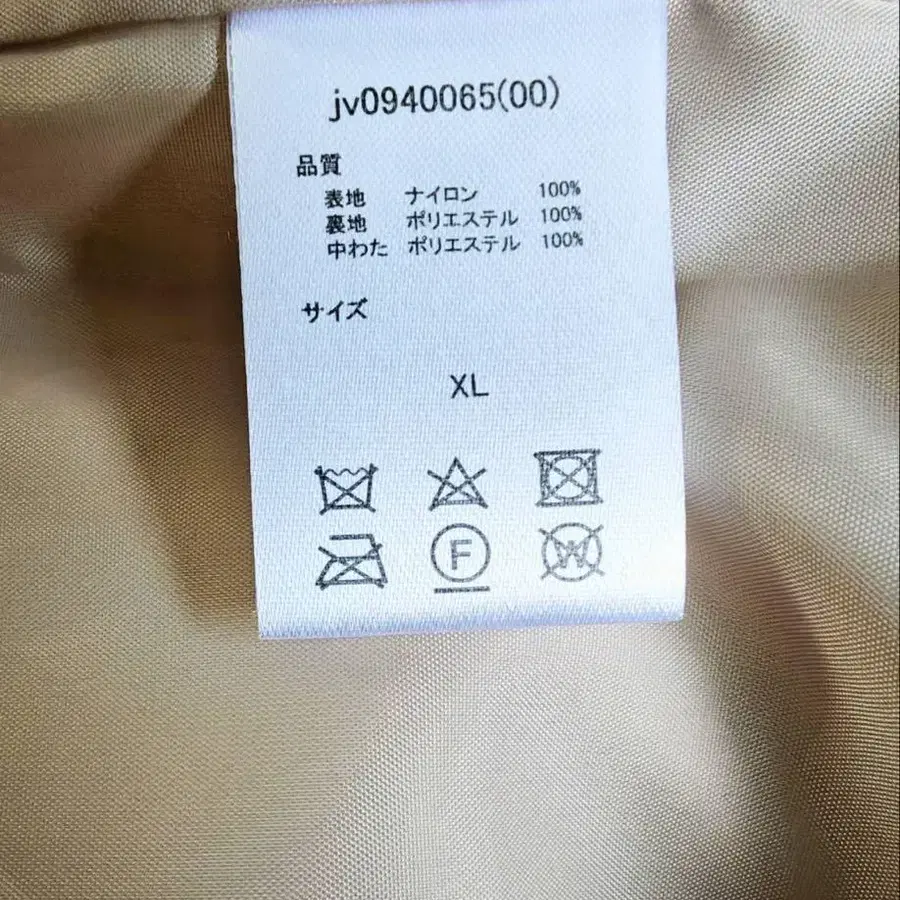 jv0940065(00)
品質
表地 ナイロン 100%
裏地 ポリエステル 100%
中わた ポリエステル 100%
サイズ
XL
F W